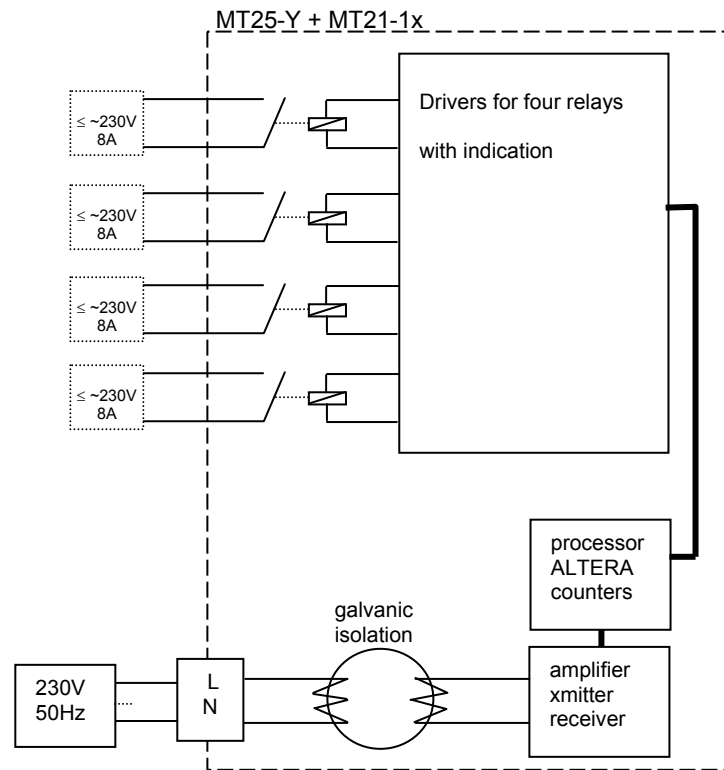 MT25-Y + MT21-1x
Drivers for four relays
with indication
≤ ~230V
8A
≤ ~230V
8A
≤ ~230V
8A
≤ ~230V
8A
processor
ALTERA
counters
galvanic
isolation
amplifier
xmitter
receiver
L
N
230V
50Hz